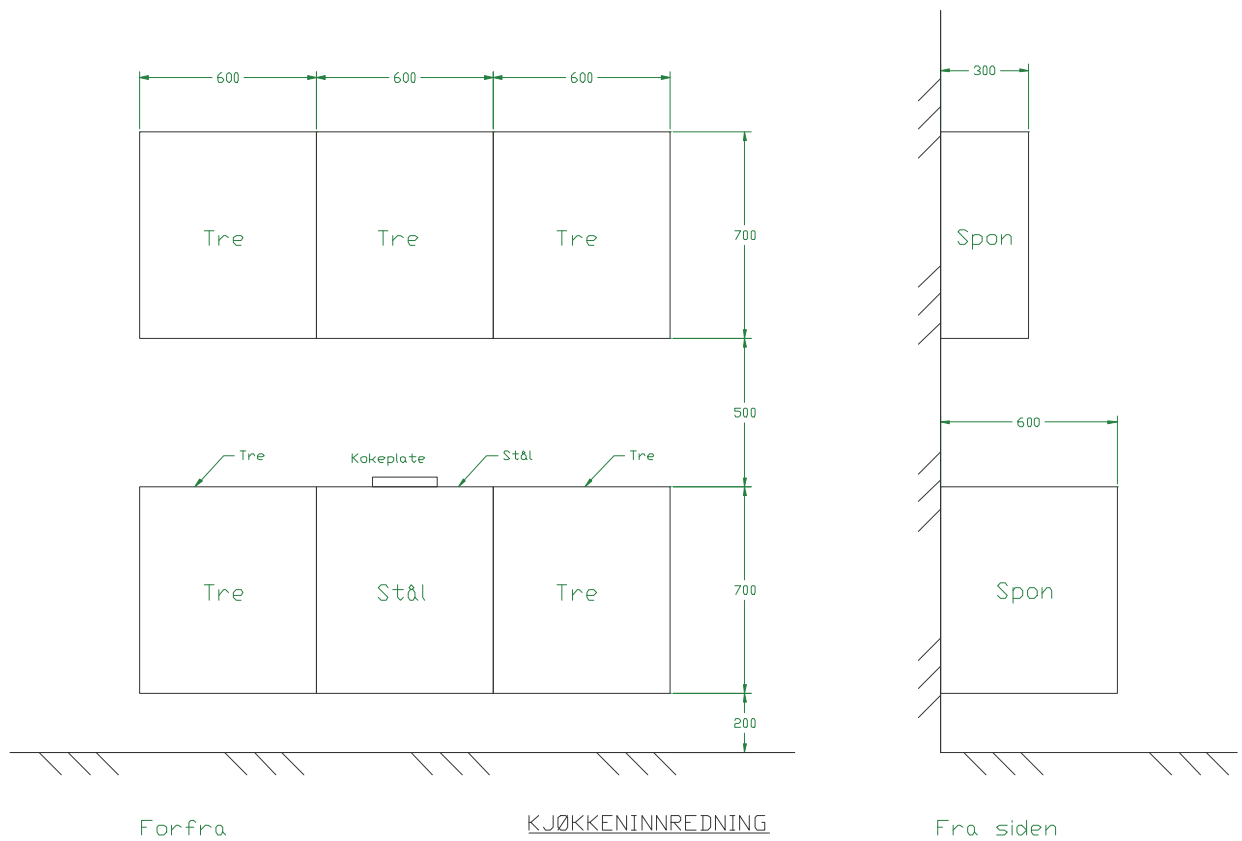 600 600 600
300
Tre Tre Tre
700
Spon
500
600
Tre
Kokeplate
Stål
Tre
Tre Stål Tre
700
Spon
200
Forfra
KJØKKENINNREDNING
Fra siden